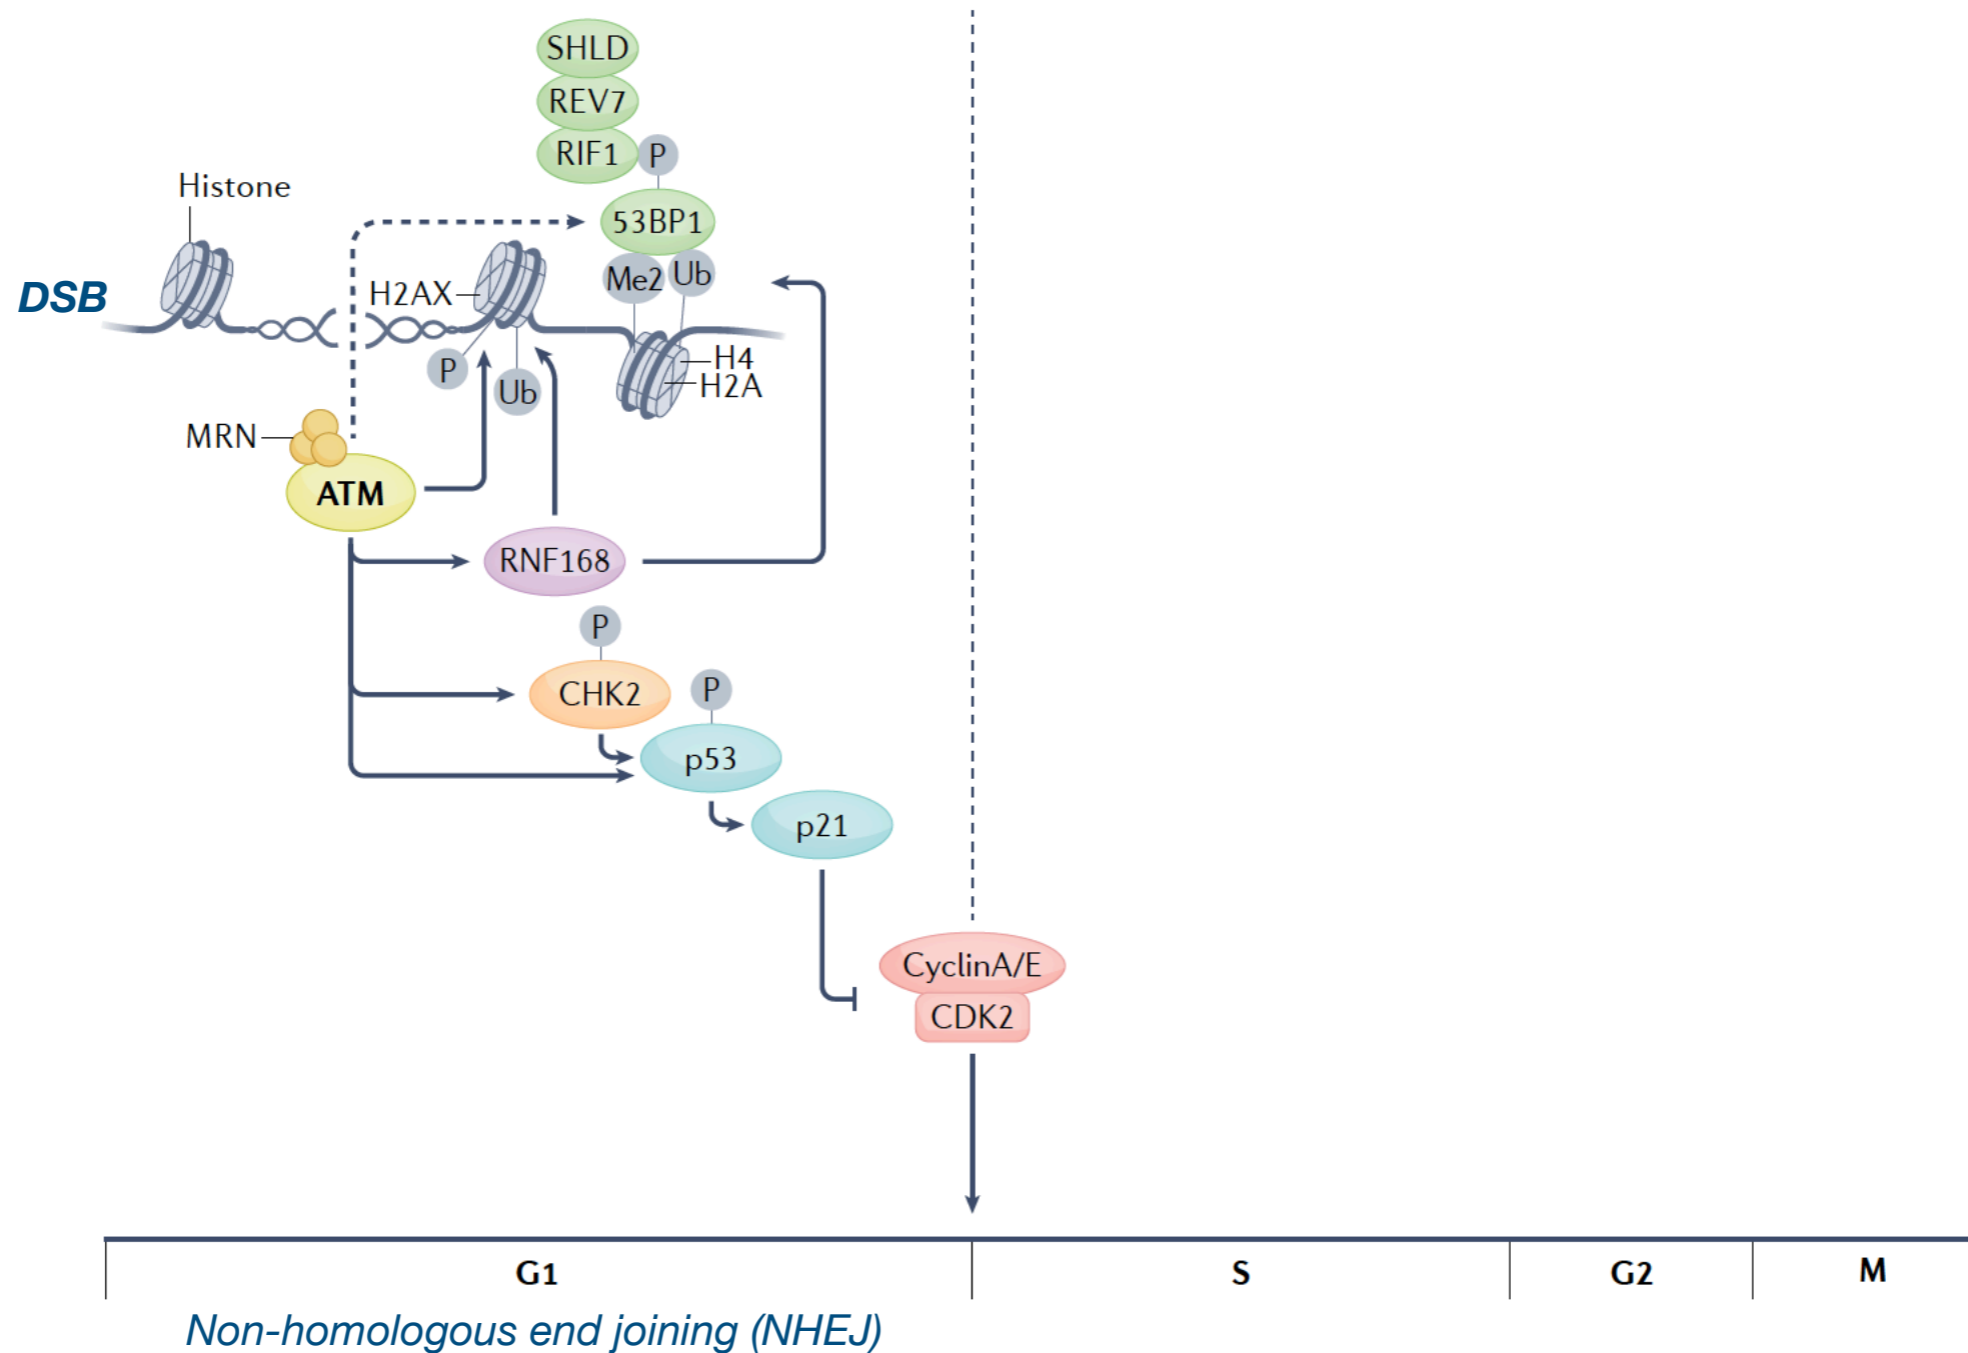 SHLD
REV7
RIF1
P
Histone
53BP1
DSB
H2AX
Me2
Ub
P
Ub
H4
H2A
MRN
ATM
RNF168
P
CHK2
P
p53
p21
CyclinA/E
CDK2
G1
S
G2
M
Non-homologous end joining (NHEJ)